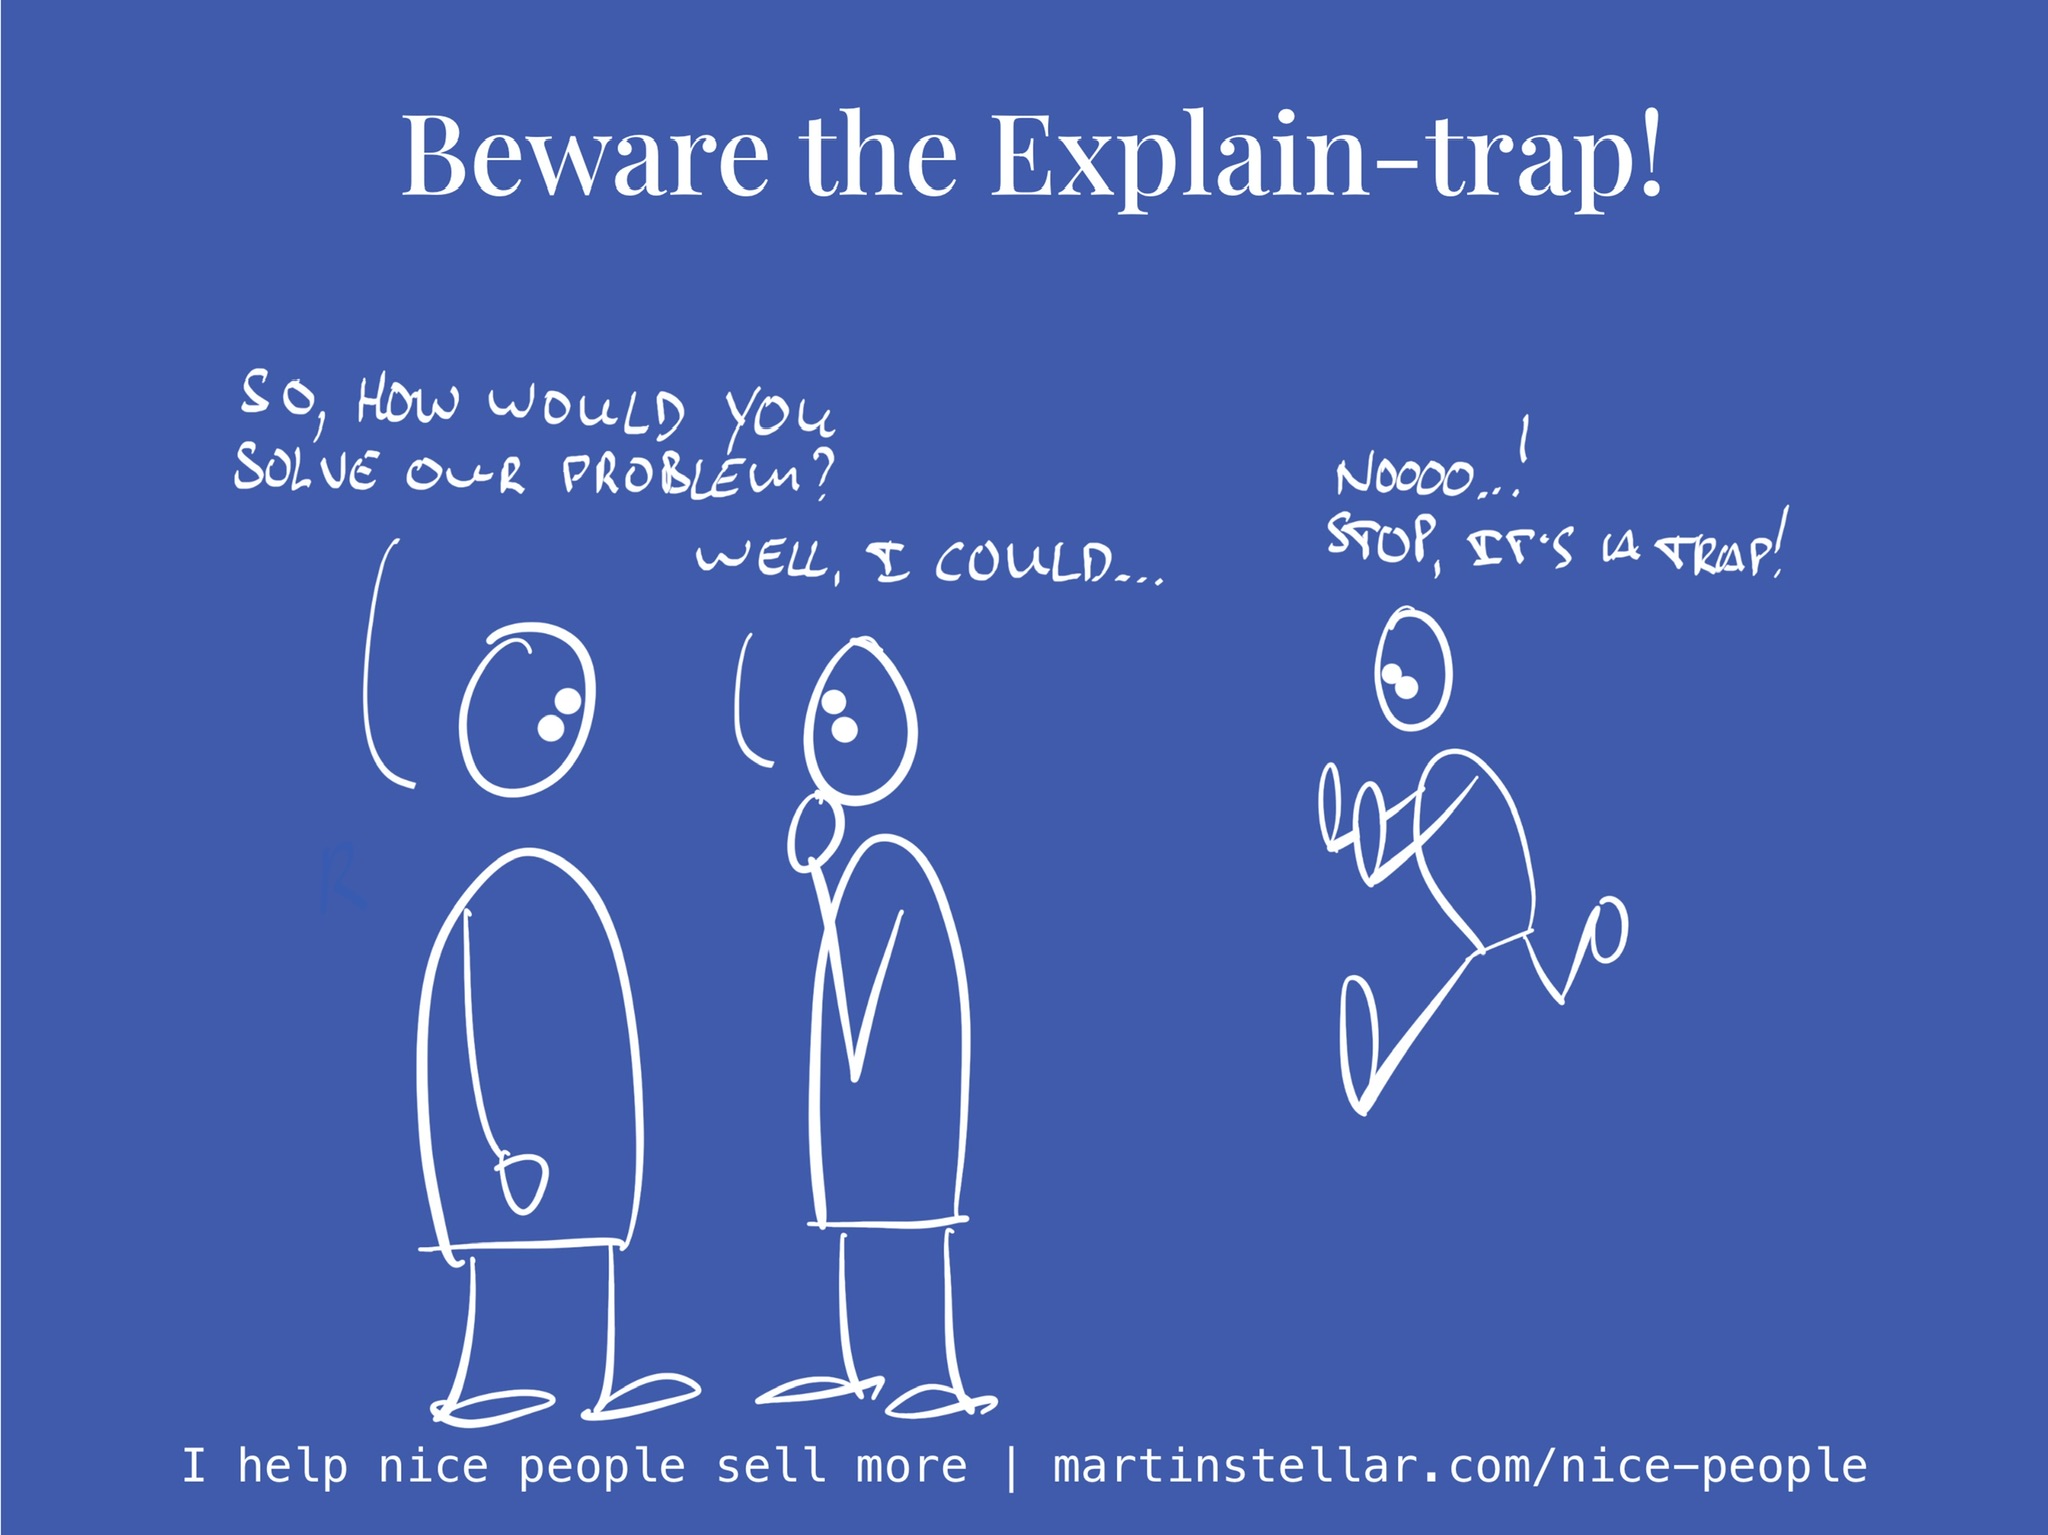 Beware the Explain-trap!
SO, HOW WOULD YOU
SOLVE OUR PROBLEM?
WELL, I COULD...
NOOOO...!
STOP, IT'S A TRAP!
R
I help nice people sell more | martinstellar.com/nice-people